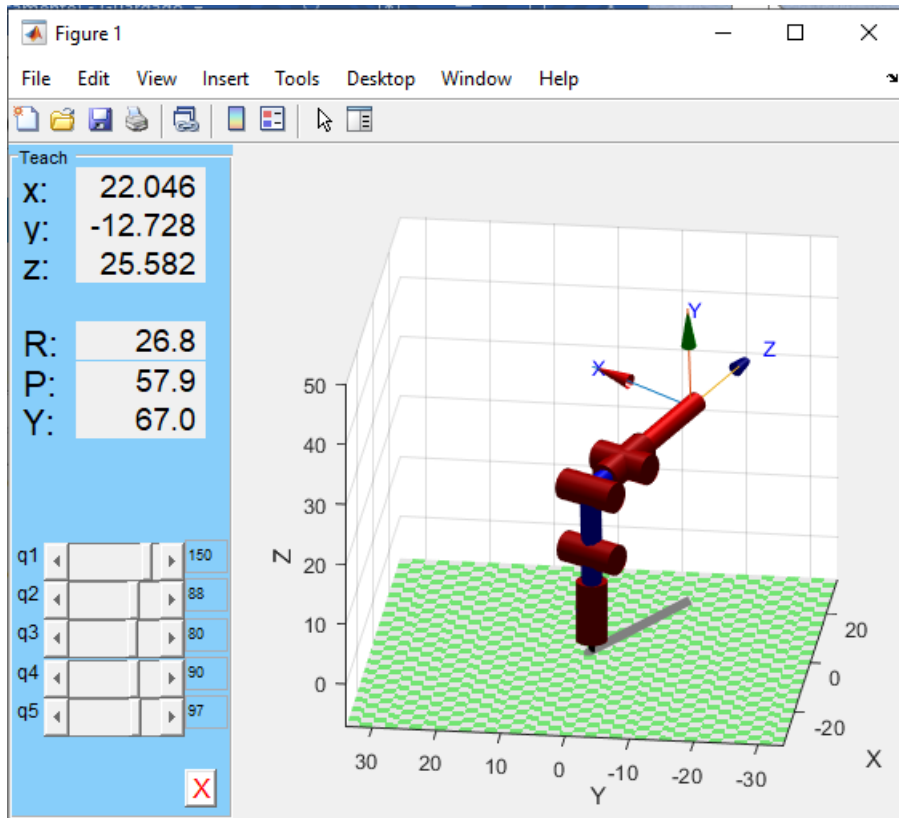 Figure 1
File Edit View Insert Tools Desktop Window Help
Teach
x: 22.046
y: -12.728
z: 25.582
R: 26.8
P: 57.9
Y: 67.0
q1 150
q2 88
q3 80
q4 90
q5 97
X
Y
Z
X
50
40
30
20
10
0
Z
30 20 10 0 -10 -20 -30
Y
20
0
-20
X